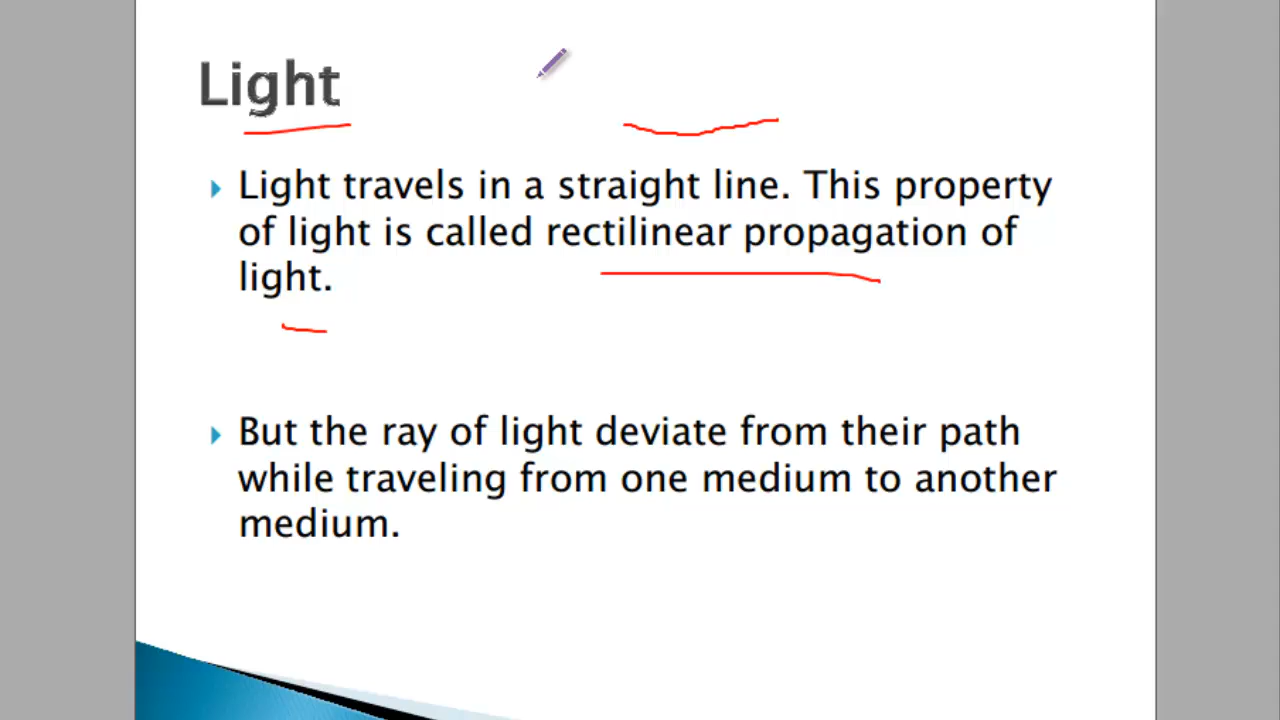 Light
Light travels in a straight line. This property
of light is called rectilinear propagation of
light.
But the ray of light deviate from their path
while traveling from one medium to another
medium.